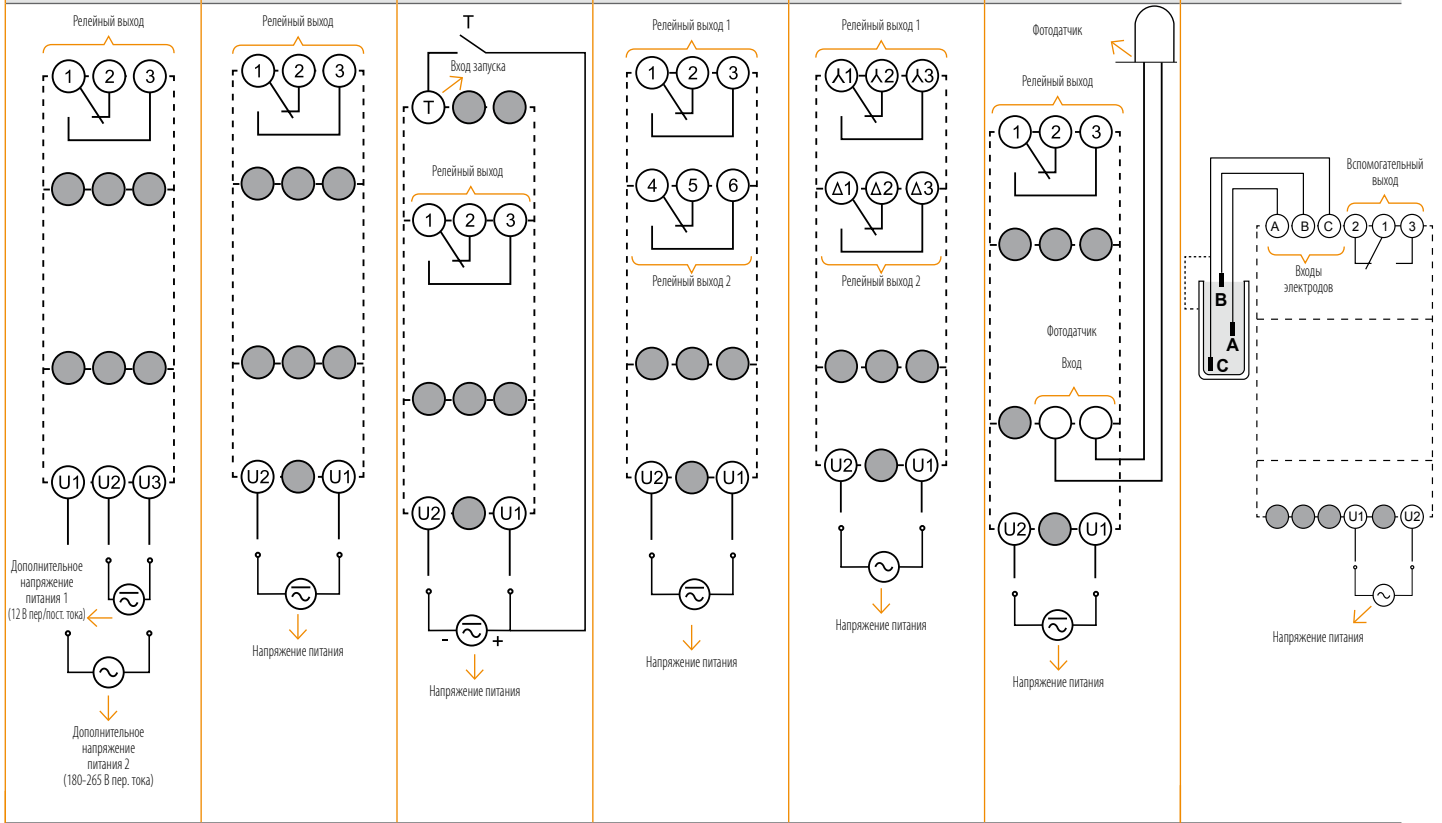 Релейный выход
1 2 3
U1 U2 U3
Дополнительное
напряжение
питания 1
(12 В пер/пост. тока)
Дополнительное
напряжение
питания 2
(180-265 В пер. тока)
Релейный выход
1 2 3
U2 U1
Напряжение питания
T
Вход запуска
T
Релейный выход
1 2 3
U2 U1
- +
Напряжение питания
Релейный выход 1
1 2 3
4 5 6
Релейный выход 2
U2 U1
Напряжение питания
Релейный выход 1
⅄1 ⅄2 ⅄3
Δ1 Δ2 Δ3
Релейный выход 2
U2 U1
Напряжение питания
Фотодатчик
Релейный выход
1 2 3
Фотодатчик
Вход
U2 U1
Напряжение питания
Вспомогательный
выход
A B C 2 1 3
Входы
электродов
B
A
C
U1 U2
Напряжение питания